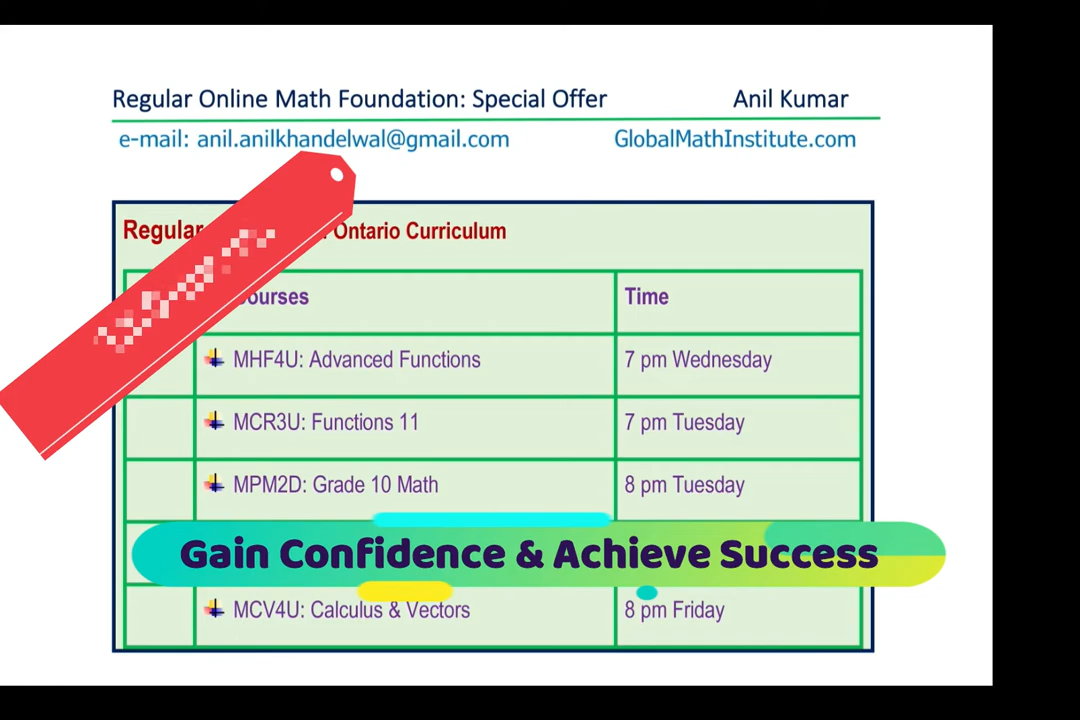 Regular Online Math Foundation: Special Offer Anil Kumar
e-mail: anil.anilkhandelwal@gmail.com GlobalMathInstitute.com
Regular Ontario Curriculum
Courses Time
MHF4U: Advanced Functions 7 pm Wednesday
MCR3U: Functions 11 7 pm Tuesday
MPM2D: Grade 10 Math 8 pm Tuesday
Gain Confidence & Achieve Success
MCV4U: Calculus & Vectors 8 pm Friday